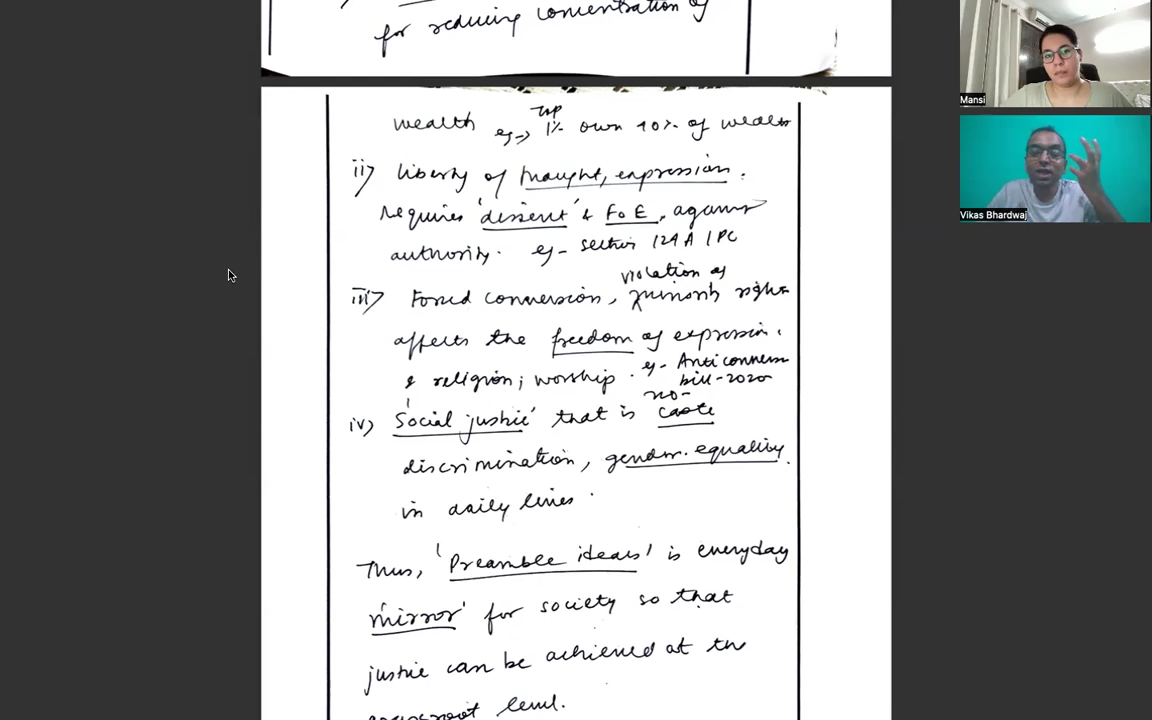 for reducing concentration of
wealth eg → Top 1% own 40% of wealth
ii) liberty of thought, expression.
requires 'dissent' & FoE, against
authority. eg - section 124A IPC
violation of
iii) Forced conversion, minority rights
affects the freedom of expression.
& religion; worship. eg - Anticonversn
bill - 2020
no-
iv) 'Social justice' that is caste
discrimination, gender equality.
in daily lives.
Thus, 'Preamble ideas' is everyday
'mirror' for society so that
justice can be achieved at the
grassroot level.
Mansi
Vikas Bhardwaj